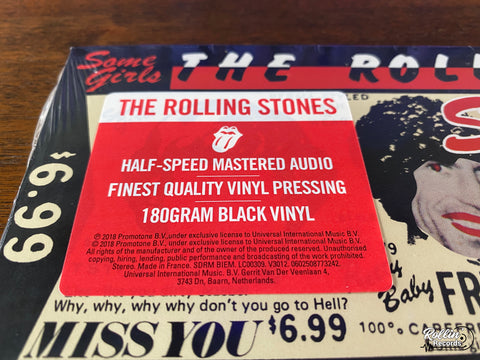 Some
Girls
THE ROLL
$6.99
THE ROLLING STONES
HALF-SPEED MASTERED AUDIO
FINEST QUALITY VINYL PRESSING
180GRAM BLACK VINYL
℗ 2018 Promotone B.V., under exclusive license to Universal International Music B.V.
© 2018 Promotone B.V., under exclusive license to Universal International Music B.V.
All rights of the manufacturer and of the owner of the produced reserved. Unauthorised
copying, hiring, lending, public performance and broadcasting of the work prohibited.
Stereo. Made in France. SDRM BIEM. LC00309. V3012. 0602508773242.
Universal International Music B.V. Gerrit Van Der Veenlaan 4,
3743 Dn, Baarn, Netherlands.
Why, why, why why don't you go to Hell?
MISS YOU $6.99
Baby
FR
100%
Rollin'
Records